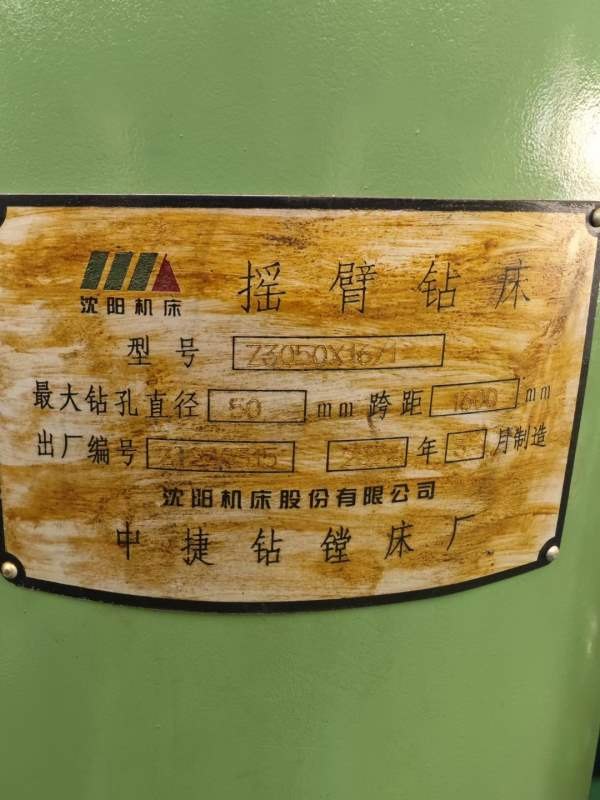 沈阳机床
摇臂钻床
型号 Z3050X16/1
最大钻孔直径 50 mm 跨距 1600 mm
出厂编号 年 月制造
沈阳机床股份有限公司
中捷钻镗床厂